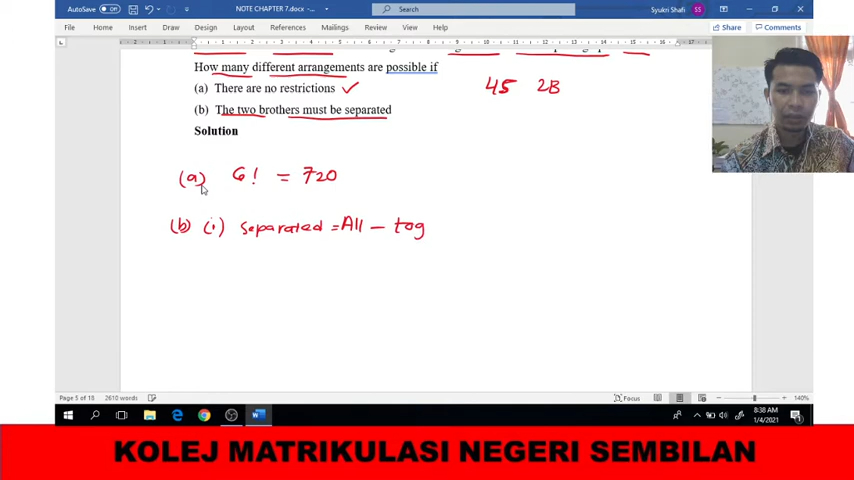 AutoSave Off NOTE CHAPTER 7.docx... Search Syukri Shafi SS
File Home Insert Draw Design Layout References Mailings Review View Help Share Comments
How many different arrangements are possible if
(a) There are no restrictions ✓ 4S 2B
(b) The two brothers must be separated
Solution
(a) 6! = 720
(b) (i) separated = All - tog
Page 5 of 18 2610 words Focus 140%
8:38 AM
1/4/2021
KOLEJ MATRIKULASI NEGERI SEMBILAN